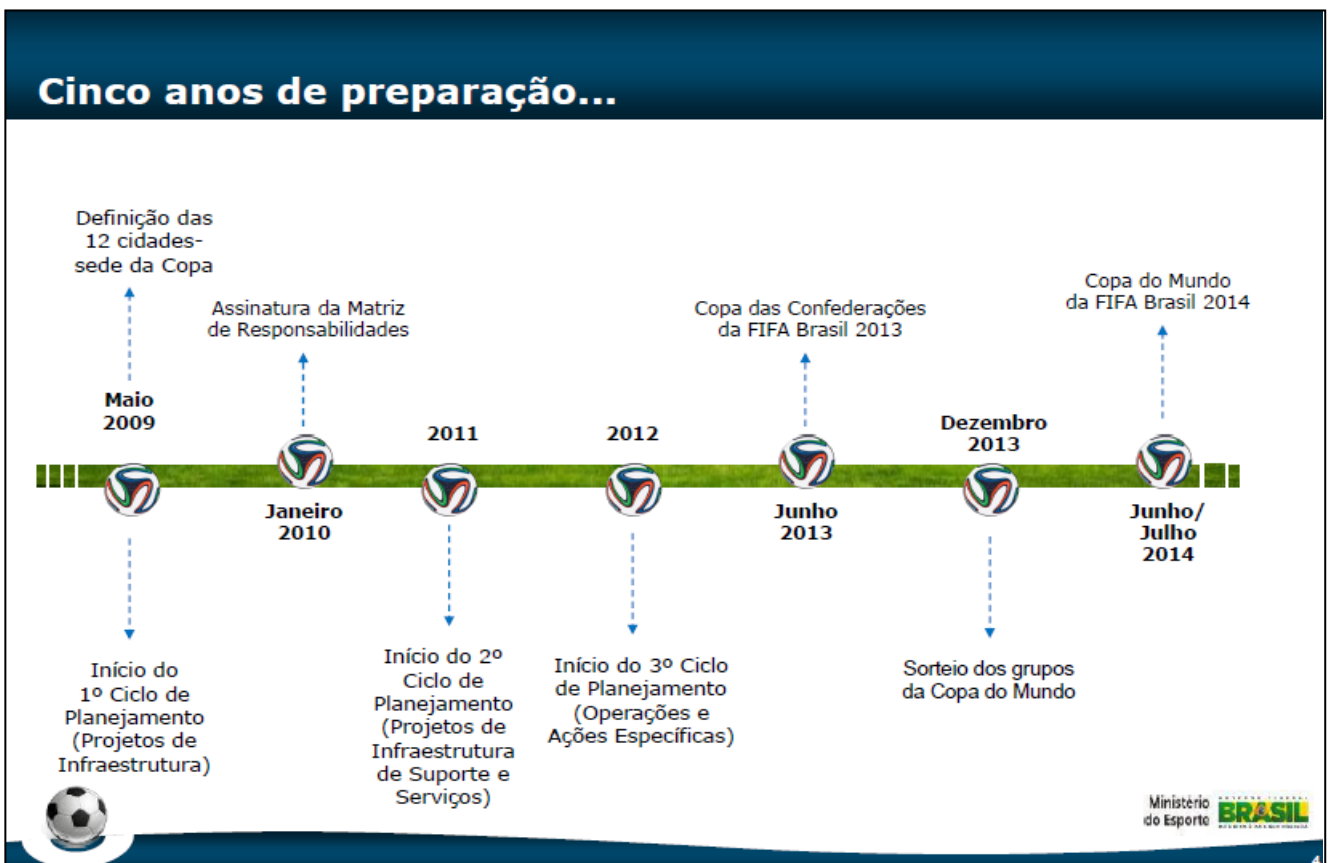 Cinco anos de preparação...
Definição das
12 cidades-
sede da Copa
Assinatura da Matriz
de Responsabilidades
Copa das Confederações
da FIFA Brasil 2013
Copa do Mundo
da FIFA Brasil 2014
Maio
2009
2011
2012
Dezembro
2013
Janeiro
2010
Junho
2013
Junho/
Julho
2014
Início do
1º Ciclo de
Planejamento
(Projetos de
Infraestrutura)
Início do 2º
Ciclo de
Planejamento
(Projetos de
Infraestrutura
de Suporte e
Serviços)
Início do 3º Ciclo
de Planejamento
(Operações e
Ações Específicas)
Sorteio dos grupos
da Copa do Mundo
Ministério
do Esporte
BRASIL
4